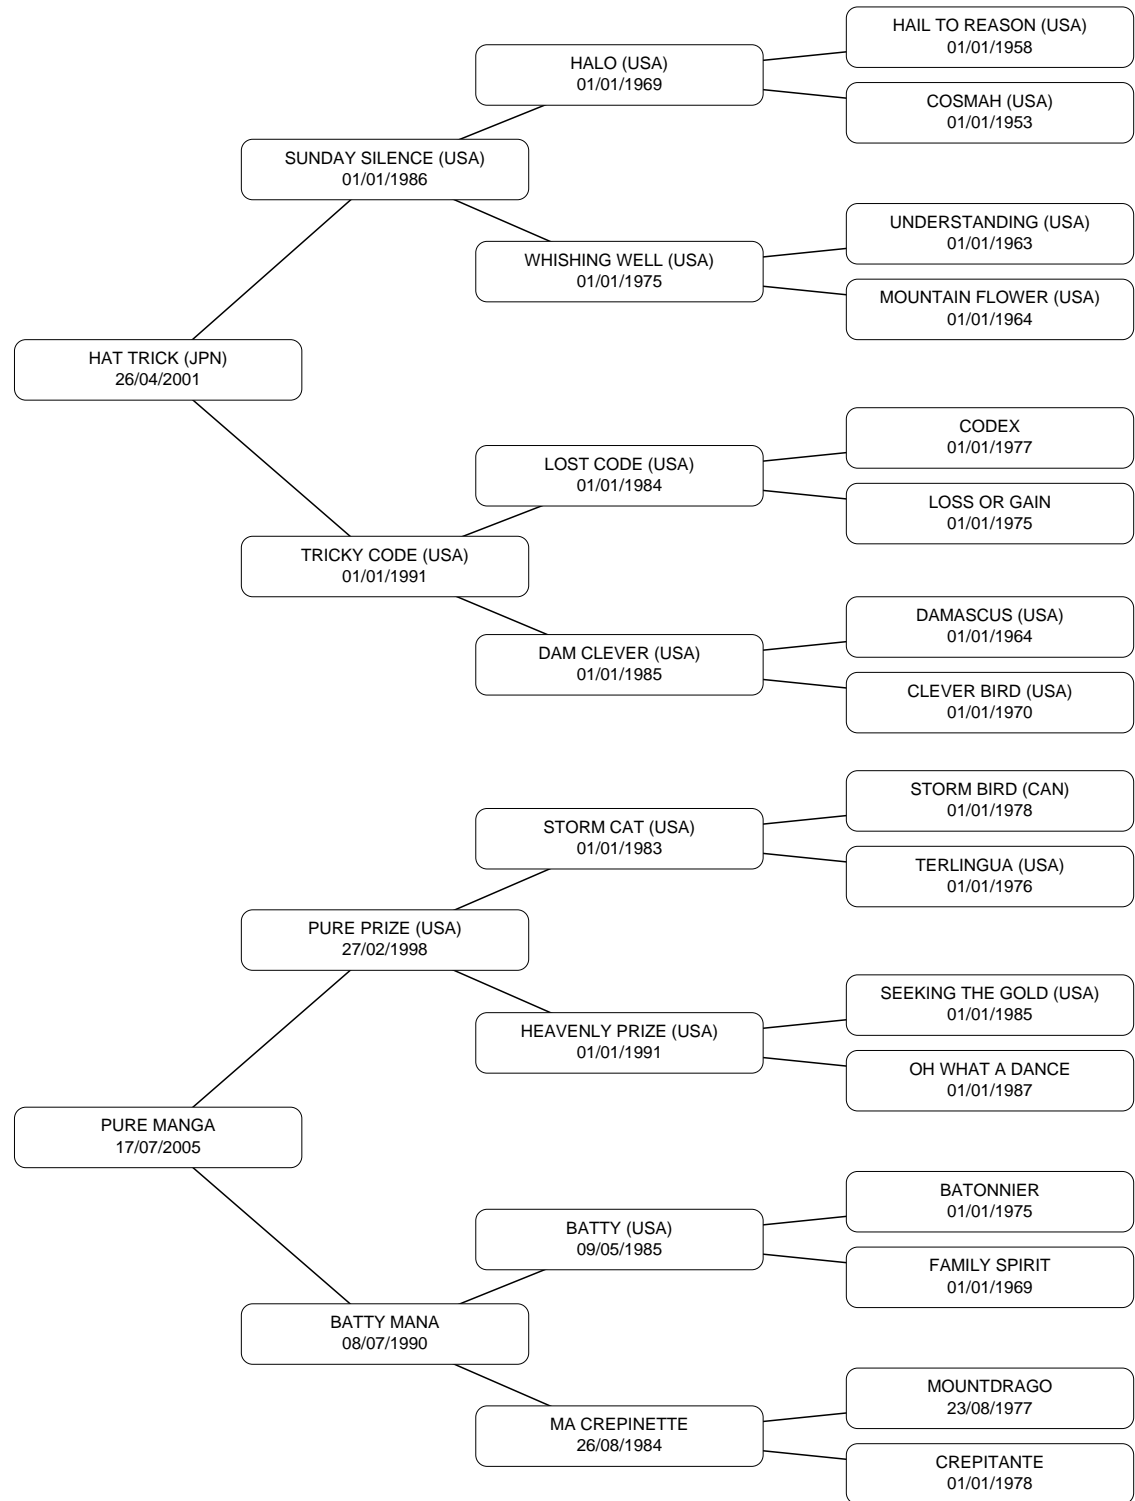 HAIL TO REASON (USA)
01/01/1958
HALO (USA)
01/01/1969
COSMAH (USA)
01/01/1953
SUNDAY SILENCE (USA)
01/01/1986
UNDERSTANDING (USA)
01/01/1963
WHISHING WELL (USA)
01/01/1975
MOUNTAIN FLOWER (USA)
01/01/1964
HAT TRICK (JPN)
26/04/2001
CODEX
01/01/1977
LOST CODE (USA)
01/01/1984
LOSS OR GAIN
01/01/1975
TRICKY CODE (USA)
01/01/1991
DAMASCUS (USA)
01/01/1964
DAM CLEVER (USA)
01/01/1985
CLEVER BIRD (USA)
01/01/1970
STORM BIRD (CAN)
01/01/1978
STORM CAT (USA)
01/01/1983
TERLINGUA (USA)
01/01/1976
PURE PRIZE (USA)
27/02/1998
SEEKING THE GOLD (USA)
01/01/1985
HEAVENLY PRIZE (USA)
01/01/1991
OH WHAT A DANCE
01/01/1987
PURE MANGA
17/07/2005
BATONNIER
01/01/1975
BATTY (USA)
09/05/1985
FAMILY SPIRIT
01/01/1969
BATTY MANA
08/07/1990
MOUNTDRAGO
23/08/1977
MA CREPINETTE
26/08/1984
CREPITANTE
01/01/1978